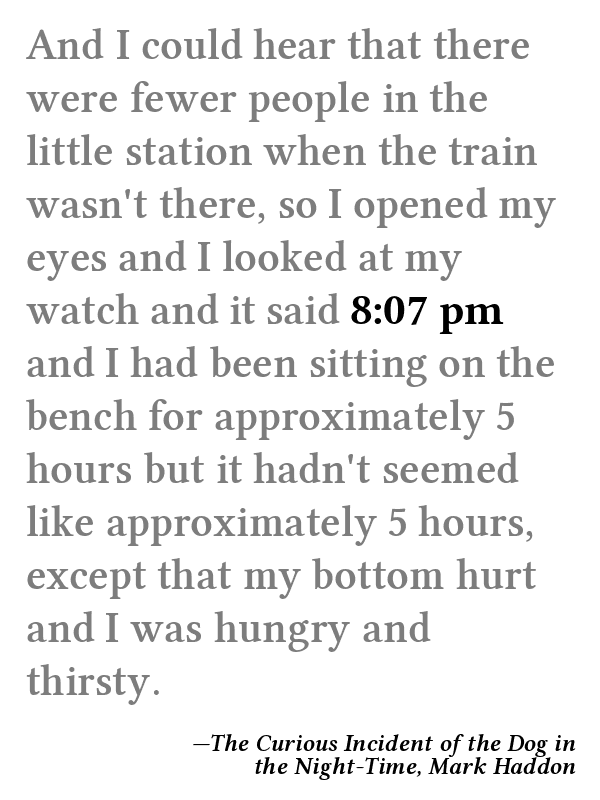 And I could hear that there
were fewer people in the
little station when the train
wasn't there, so I opened my
eyes and I looked at my
watch and it said 8:07 pm
and I had been sitting on the
bench for approximately 5
hours but it hadn't seemed
like approximately 5 hours,
except that my bottom hurt
and I was hungry and
thirsty.
—The Curious Incident of the Dog in
the Night-Time, Mark Haddon